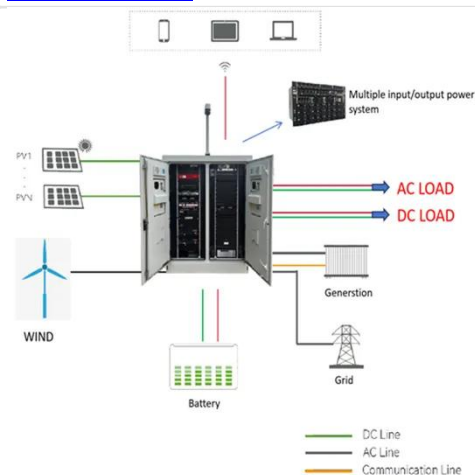 Multiple input/output power
system
PV1
PVN
AC LOAD
DC LOAD
WIND
Generstion
Grid
Battery
DC Line
AC Line
Communication Line